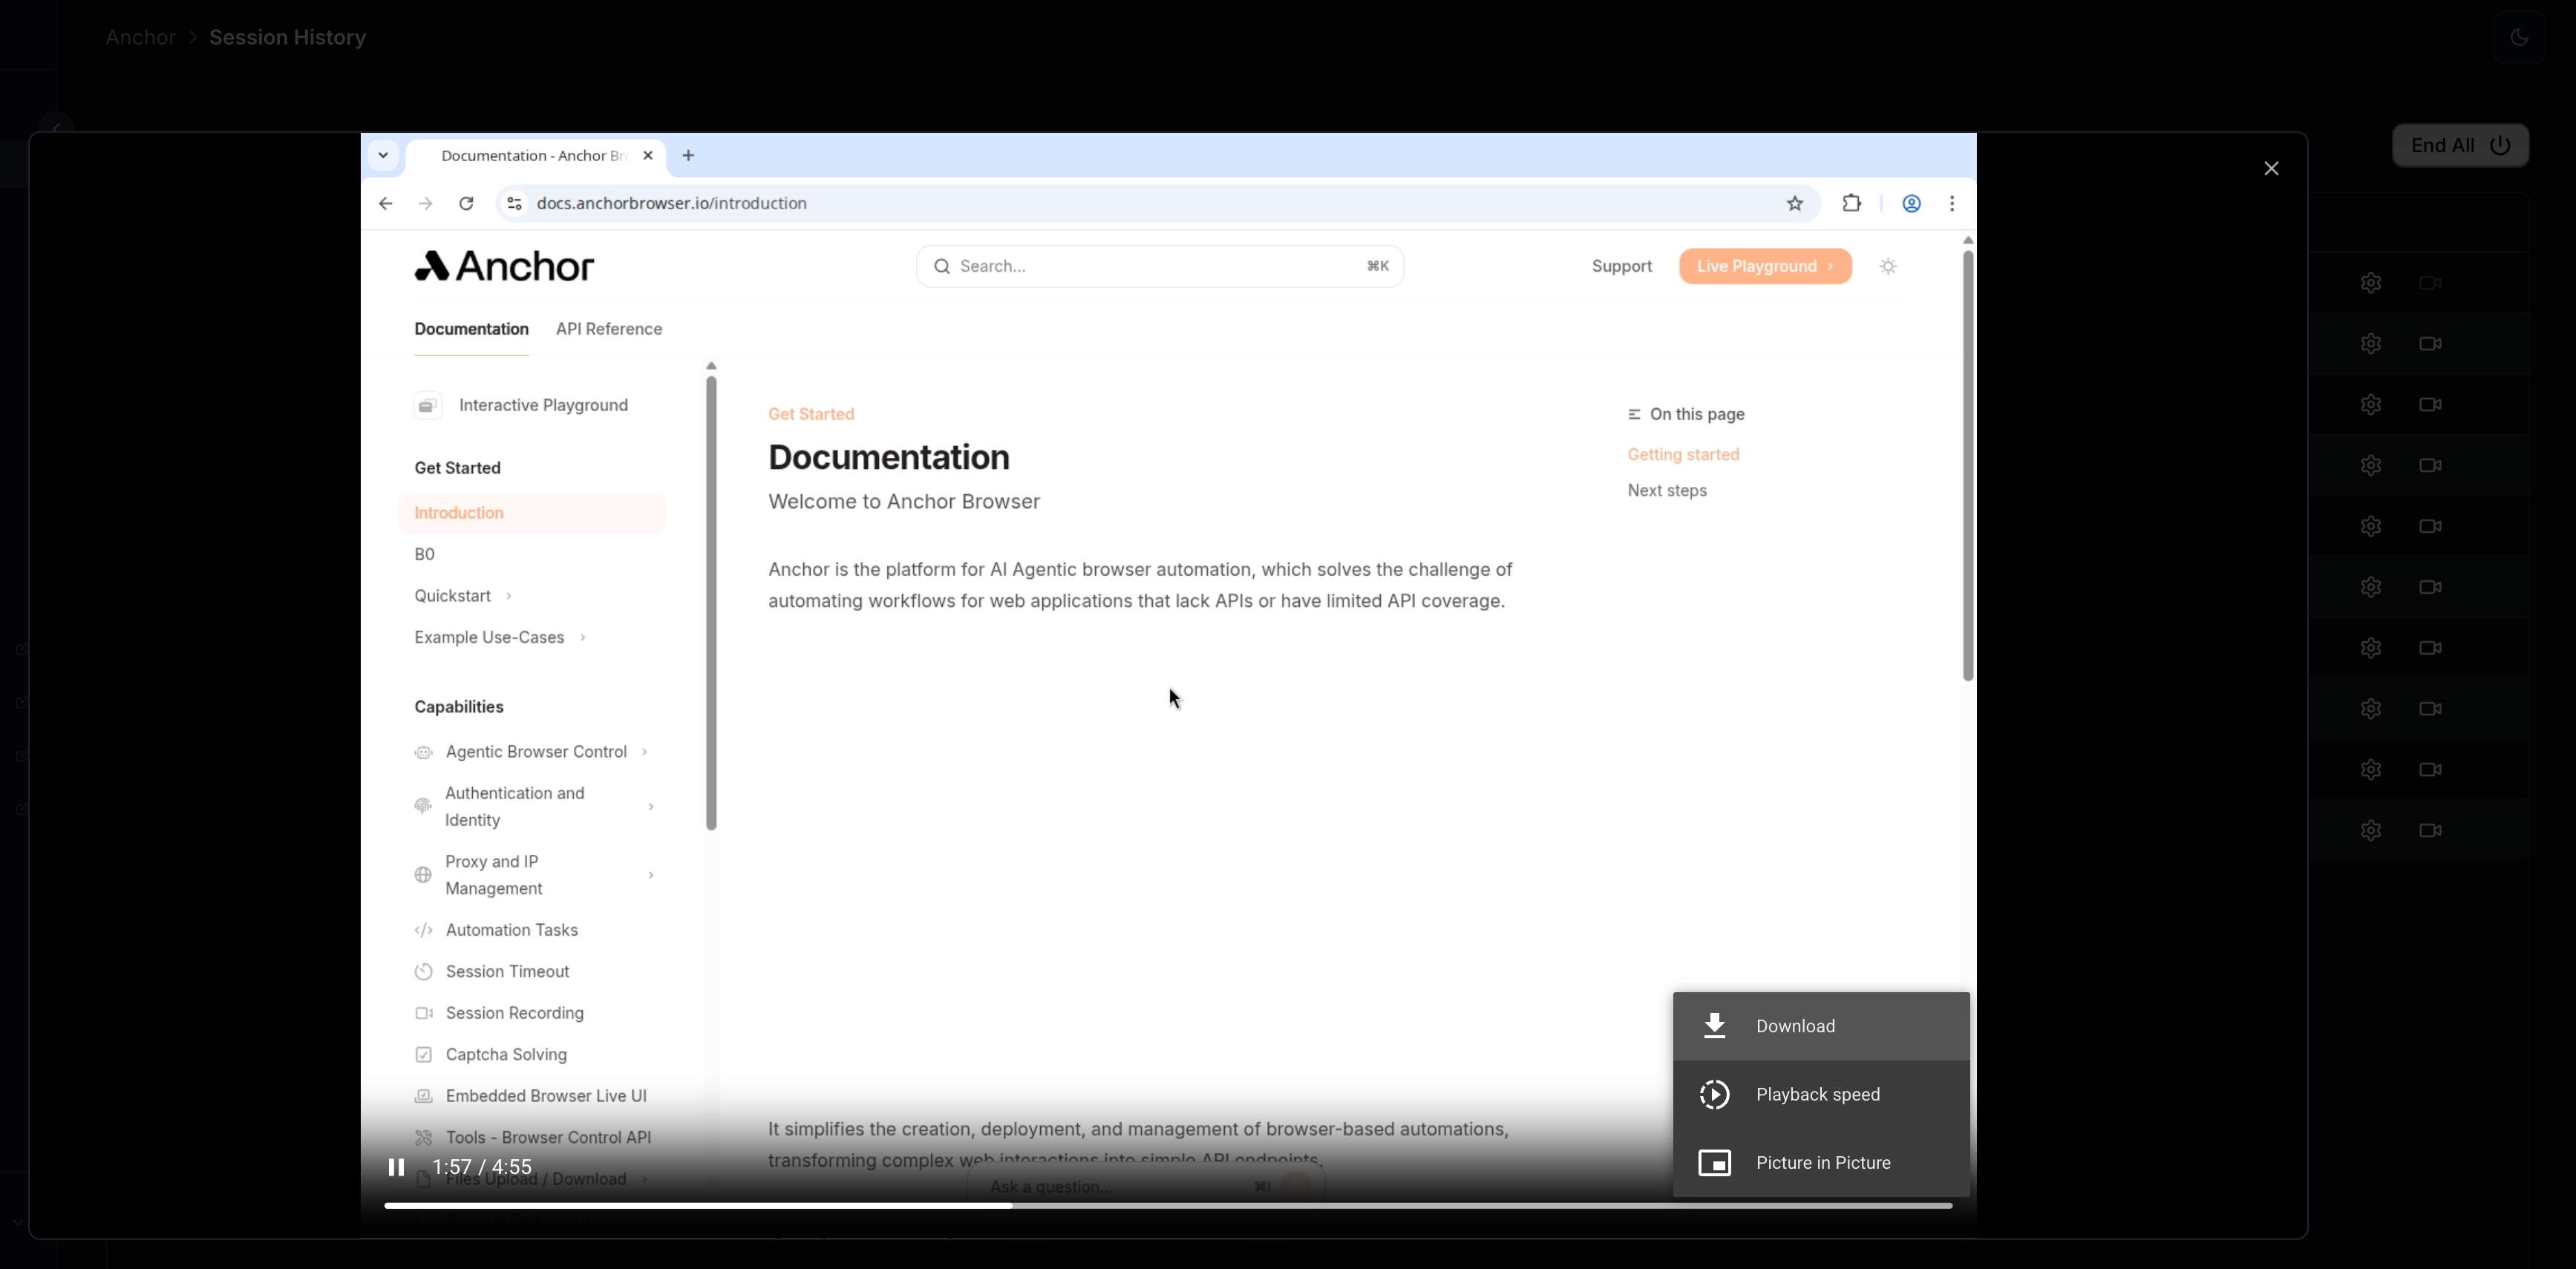 Anchor > Session History
End All
Documentation - Anchor Br
docs.anchorbrowser.io/introduction
Anchor
Search...
⌘K
Support
Live Playground >
Documentation
API Reference
Interactive Playground
Get Started
Introduction
B0
Quickstart >
Example Use-Cases >
Capabilities
Agentic Browser Control >
Authentication and
Identity
Proxy and IP
Management
Automation Tasks
Session Timeout
Session Recording
Captcha Solving
Embedded Browser Live UI
Tools - Browser Control API
Files Upload / Download >
Get Started
Documentation
Welcome to Anchor Browser
Anchor is the platform for AI Agentic browser automation, which solves the challenge of
automating workflows for web applications that lack APIs or have limited API coverage.
It simplifies the creation, deployment, and management of browser-based automations,
transforming complex web interactions into simple API endpoints.
Ask a question...
⌘I
On this page
Getting started
Next steps
Download
Playback speed
Picture in Picture
1:57 / 4:55